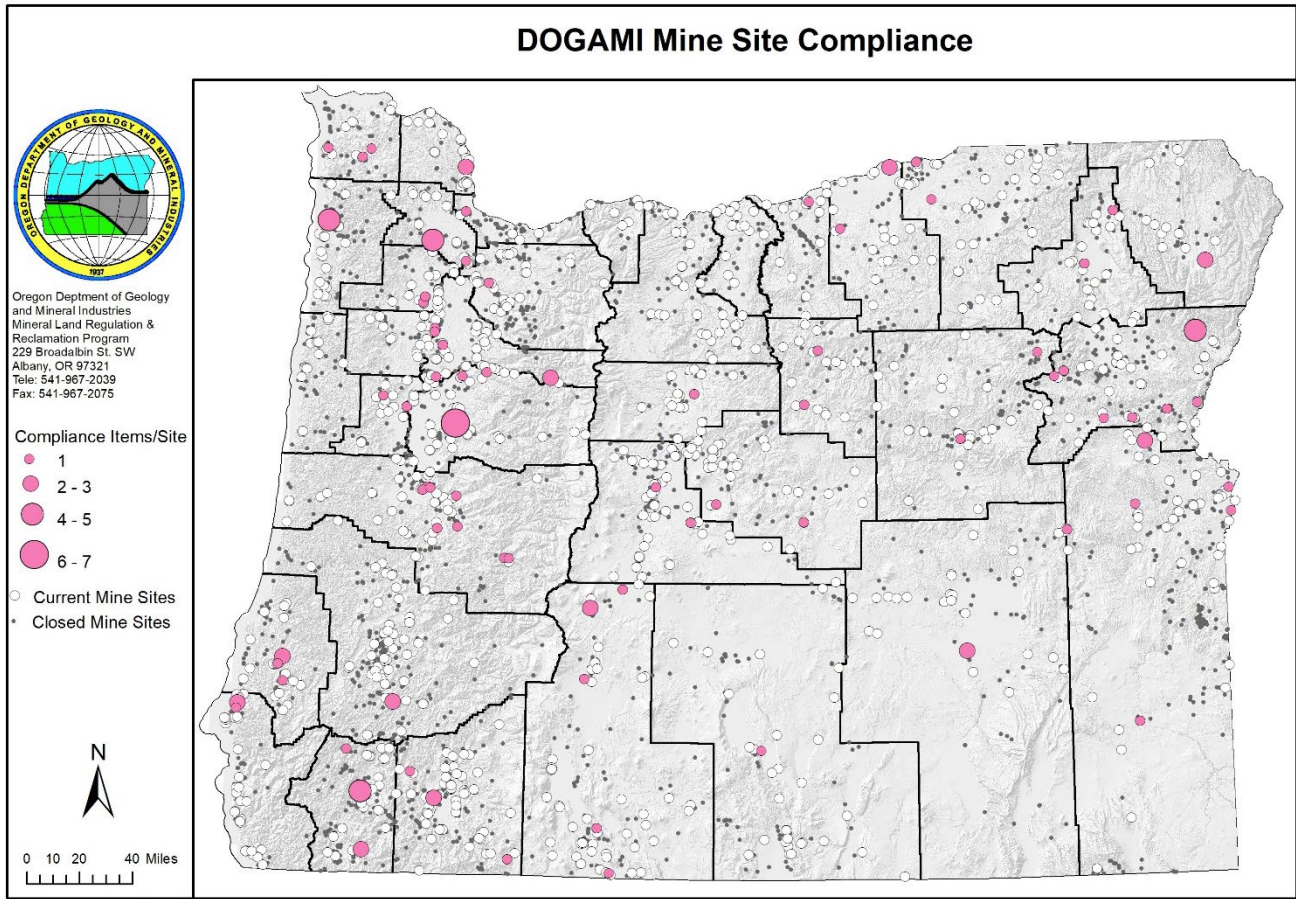 DOGAMI Mine Site Compliance
OREGON DEPARTMENT OF GEOLOGY AND MINERAL INDUSTRIES
1937
Oregon Deptment of Geology
and Mineral Industries
Mineral Land Regulation &
Reclamation Program
229 Broadalbin St. SW
Albany, OR 97321
Tele: 541-967-2039
Fax: 541-967-2075
Compliance Items/Site
1
2 - 3
4 - 5
6 - 7
Current Mine Sites
Closed Mine Sites
N
0 10 20 40 Miles